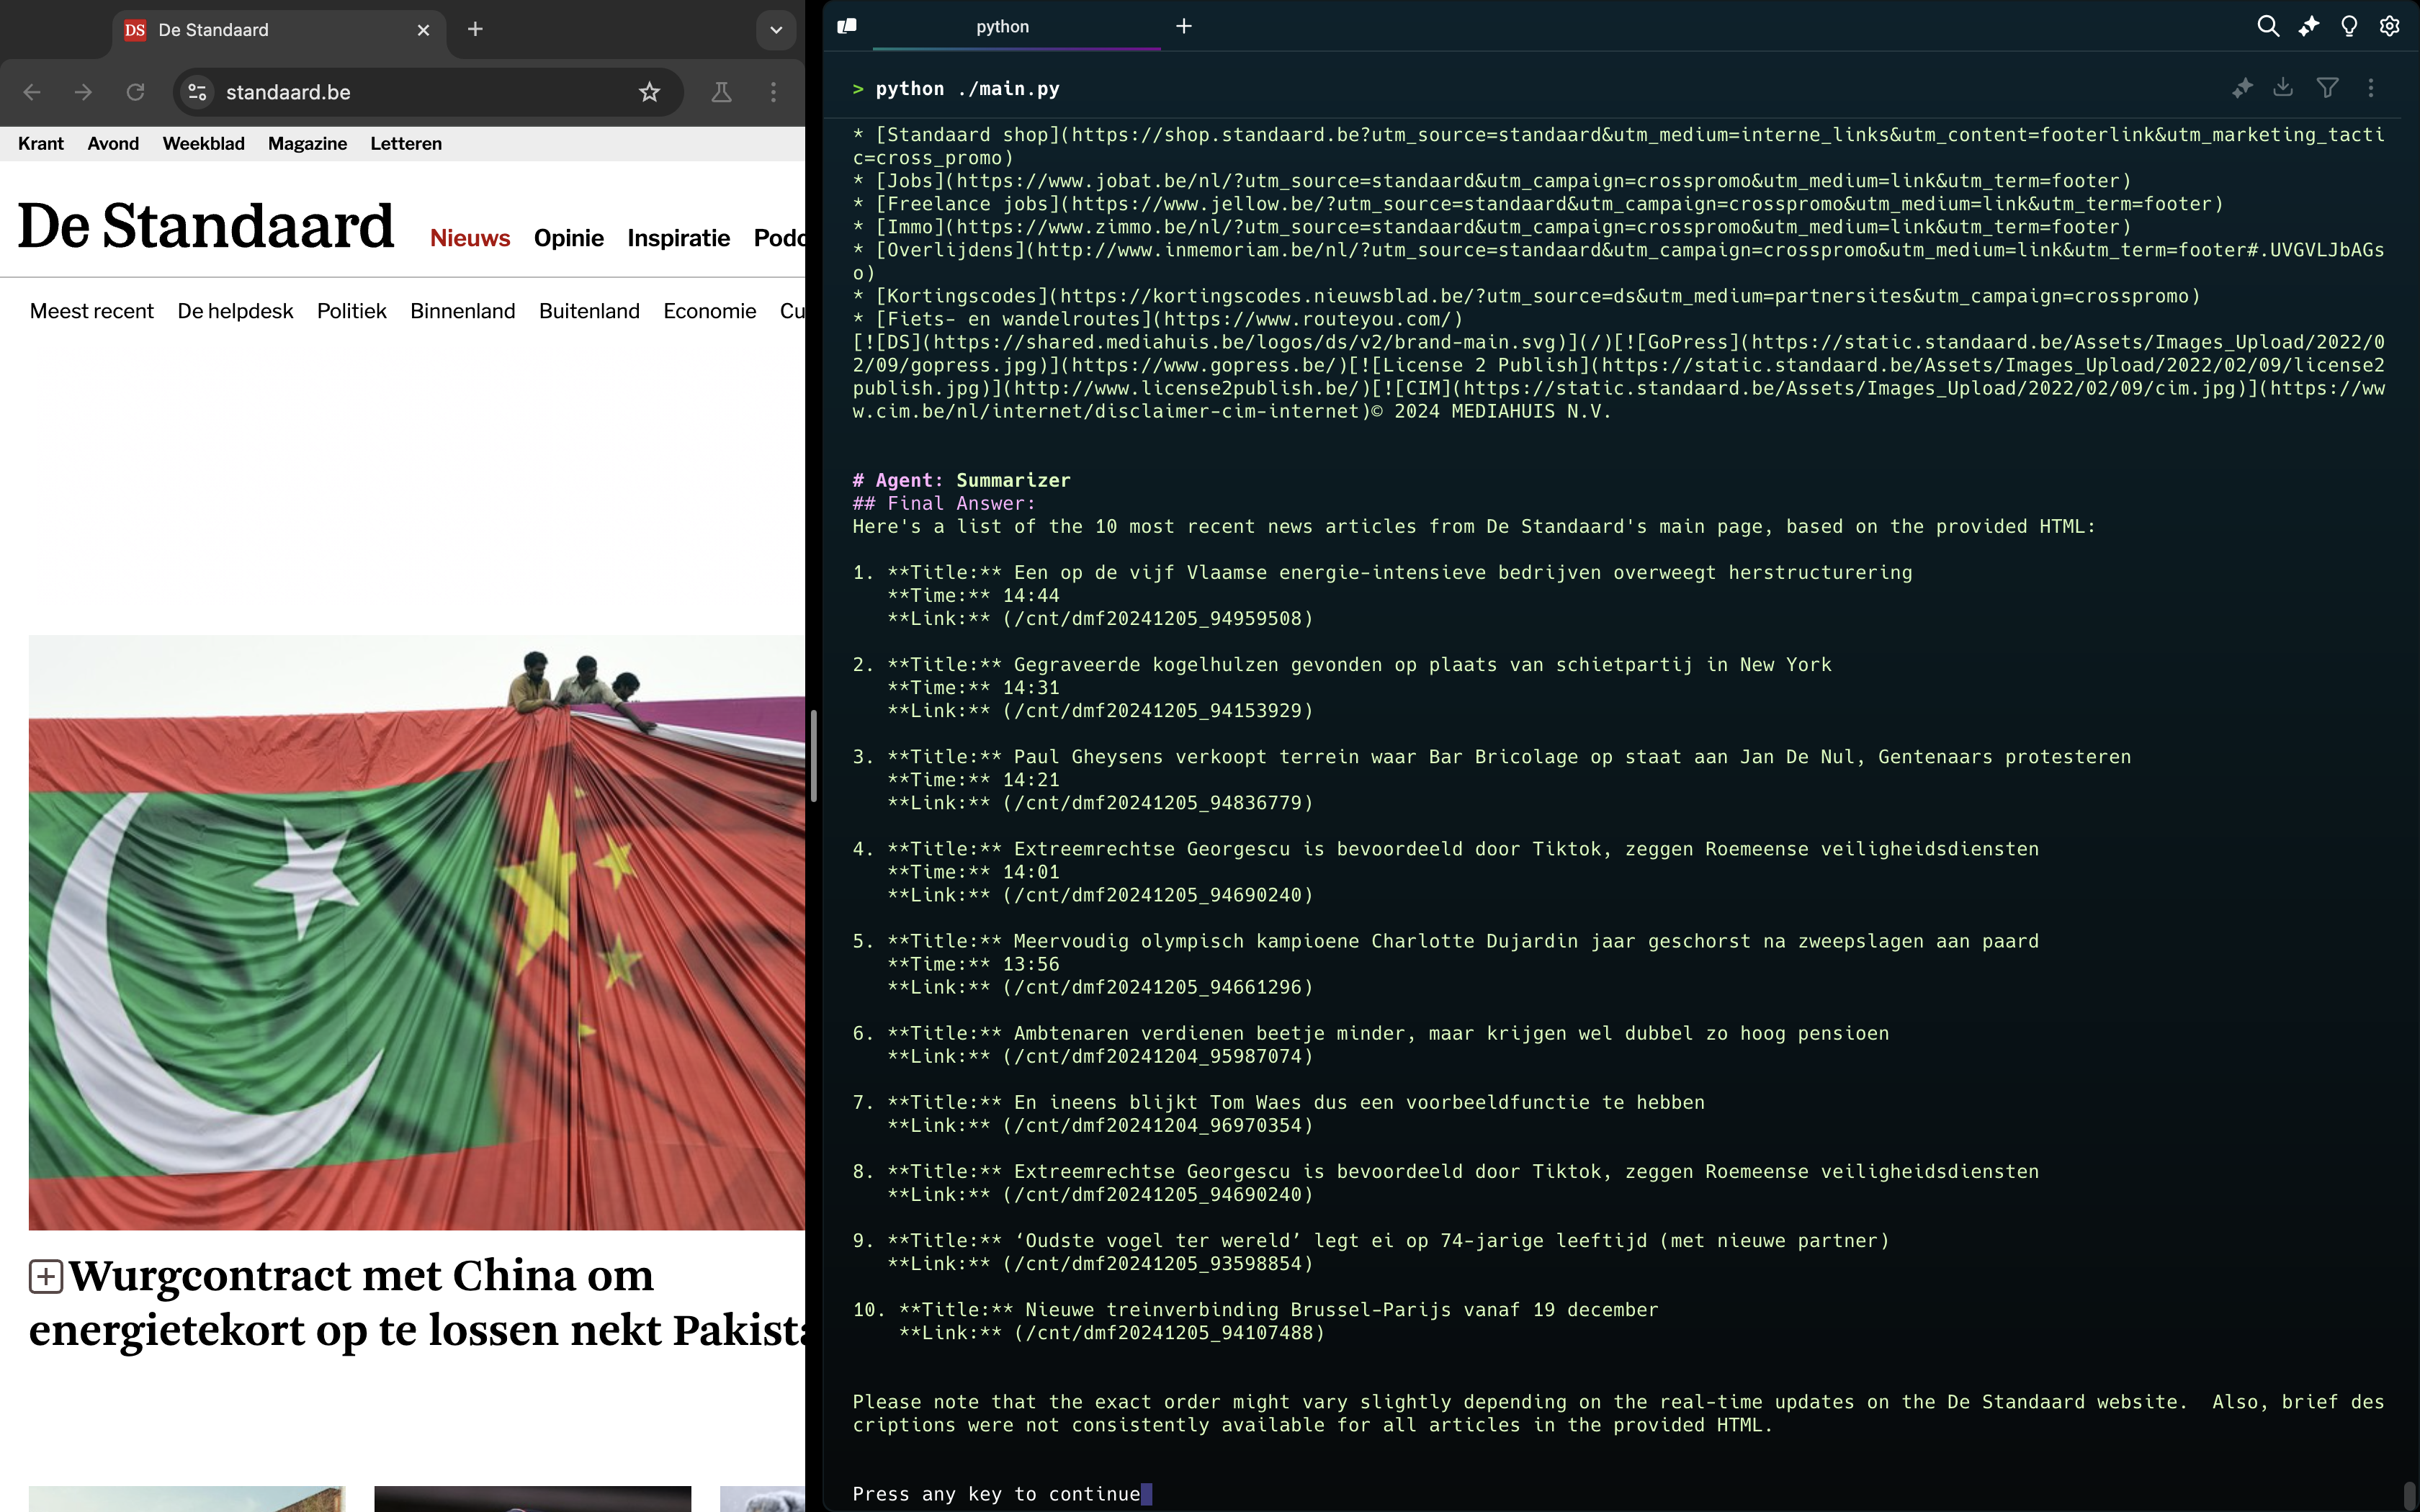 DS De Standaard
standaard.be
Krant Avond Weekblad Magazine Letteren
De Standaard Nieuws Opinie Inspiratie Podc
Meest recent De helpdesk Politiek Binnenland Buitenland Economie Cu
Wurgcontract met China om
energietekort op te lossen nekt Pakista
python
> python ./main.py
* [Standaard shop](https://shop.standaard.be?utm_source=standaard&utm_medium=interne_links&utm_content=footerlink&utm_marketing_tacti
c=cross_promo)
* [Jobs](https://www.jobat.be/nl/?utm_source=standaard&utm_campaign=crosspromo&utm_medium=link&utm_term=footer)
* [Freelance jobs](https://www.jellow.be/?utm_source=standaard&utm_campaign=crosspromo&utm_medium=link&utm_term=footer)
* [Immo](https://www.zimmo.be/nl/?utm_source=standaard&utm_campaign=crosspromo&utm_medium=link&utm_term=footer)
* [Overlijdens](http://www.inmemoriam.be/nl/?utm_source=standaard&utm_campaign=crosspromo&utm_medium=link&utm_term=footer#.UVGVLJbAGs
o)
* [Kortingscodes](https://kortingscodes.nieuwsblad.be/?utm_source=ds&utm_medium=partnersites&utm_campaign=crosspromo)
* [Fiets- en wandelroutes](https://www.routeyou.com/)
[![DS](https://shared.mediahuis.be/logos/ds/v2/brand-main.svg)](/)[![GoPress](https://static.standaard.be/Assets/Images_Upload/2022/0
2/09/gopress.jpg)](https://www.gopress.be/)[![License 2 Publish](https://static.standaard.be/Assets/Images_Upload/2022/02/09/license2
publish.jpg)](http://www.license2publish.be/)[![CIM](https://static.standaard.be/Assets/Images_Upload/2022/02/09/cim.jpg)](https://ww
w.cim.be/nl/internet/disclaimer-cim-internet)© 2024 MEDIAHUIS N.V.
# Agent: Summarizer
## Final Answer:
Here's a list of the 10 most recent news articles from De Standaard's main page, based on the provided HTML:
1. **Title:** Een op de vijf Vlaamse energie-intensieve bedrijven overweegt herstructurering
**Time:** 14:44
**Link:** (/cnt/dmf20241205_94959508)
2. **Title:** Gegraveerde kogelhulzen gevonden op plaats van schietpartij in New York
**Time:** 14:31
**Link:** (/cnt/dmf20241205_94153929)
3. **Title:** Paul Gheysens verkoopt terrein waar Bar Bricolage op staat aan Jan De Nul, Gentenaars protesteren
**Time:** 14:21
**Link:** (/cnt/dmf20241205_94836779)
4. **Title:** Extreemrechtse Georgescu is bevoordeeld door Tiktok, zeggen Roemeense veiligheidsdiensten
**Time:** 14:01
**Link:** (/cnt/dmf20241205_94690240)
5. **Title:** Meervoudig olympisch kampioene Charlotte Dujardin jaar geschorst na zweepslagen aan paard
**Time:** 13:56
**Link:** (/cnt/dmf20241205_94661296)
6. **Title:** Ambtenaren verdienen beetje minder, maar krijgen wel dubbel zo hoog pensioen
**Link:** (/cnt/dmf20241204_95987074)
7. **Title:** En ineens blijkt Tom Waes dus een voorbeeldfunctie te hebben
**Link:** (/cnt/dmf20241204_96970354)
8. **Title:** Extreemrechtse Georgescu is bevoordeeld door Tiktok, zeggen Roemeense veiligheidsdiensten
**Link:** (/cnt/dmf20241205_94690240)
9. **Title:** ‘Oudste vogel ter wereld’ legt ei op 74-jarige leeftijd (met nieuwe partner)
**Link:** (/cnt/dmf20241205_93598854)
10. **Title:** Nieuwe treinverbinding Brussel-Parijs vanaf 19 december
**Link:** (/cnt/dmf20241205_94107488)
Please note that the exact order might vary slightly depending on the real-time updates on the De Standaard website.  Also, brief des
criptions were not consistently available for all articles in the provided HTML.
Press any key to continue